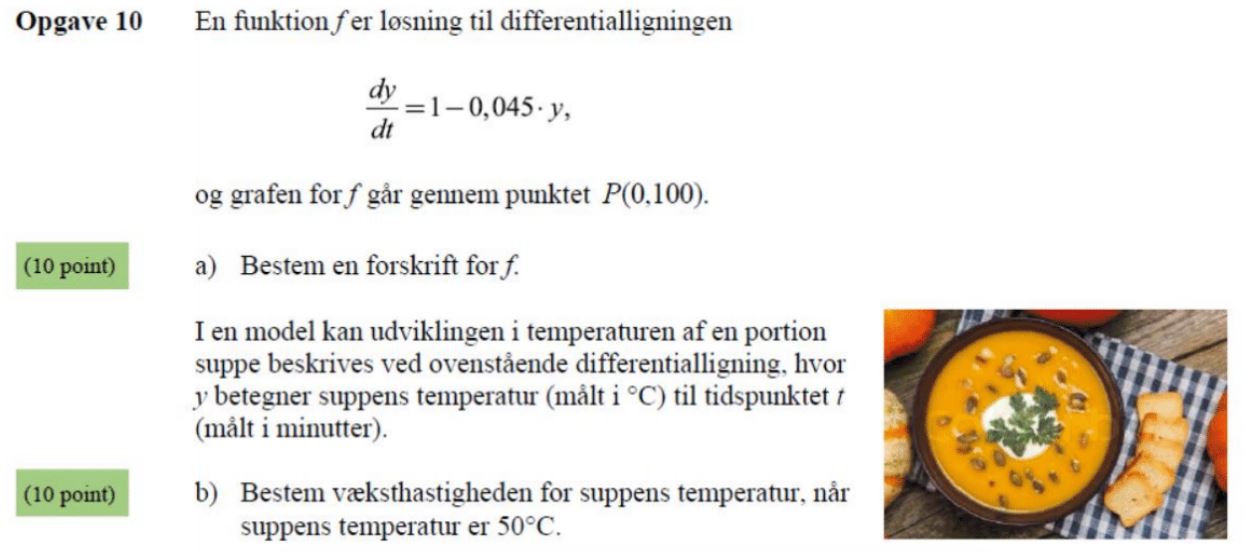 Opgave 10 En funktion f er løsning til differentialligningen
dy/dt = 1 − 0,045 · y,
og grafen for f går gennem punktet P(0,100).
(10 point) a) Bestem en forskrift for f.
I en model kan udviklingen i temperaturen af en portion
suppe beskrives ved ovenstående differentialligning, hvor
y betegner suppens temperatur (målt i °C) til tidspunktet t
(målt i minutter).
(10 point) b) Bestem væksthastigheden for suppens temperatur, når
suppens temperatur er 50°C.